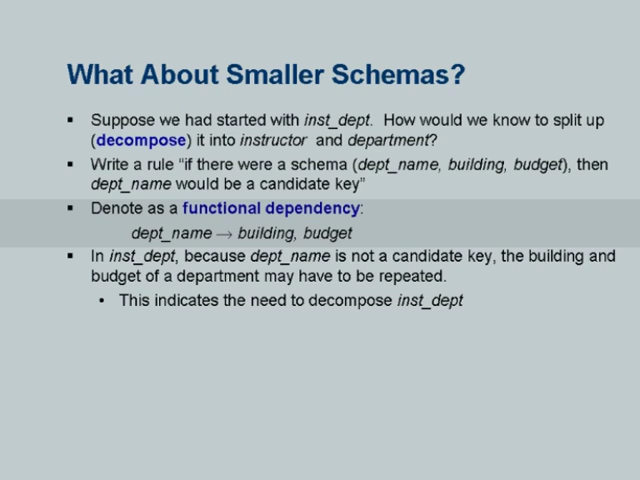 What About Smaller Schemas?
▪ Suppose we had started with inst_dept. How would we know to split up
(decompose) it into instructor and department?
▪ Write a rule “if there were a schema (dept_name, building, budget), then
dept_name would be a candidate key”
▪ Denote as a functional dependency:
dept_name → building, budget
▪ In inst_dept, because dept_name is not a candidate key, the building and
budget of a department may have to be repeated.
• This indicates the need to decompose inst_dept